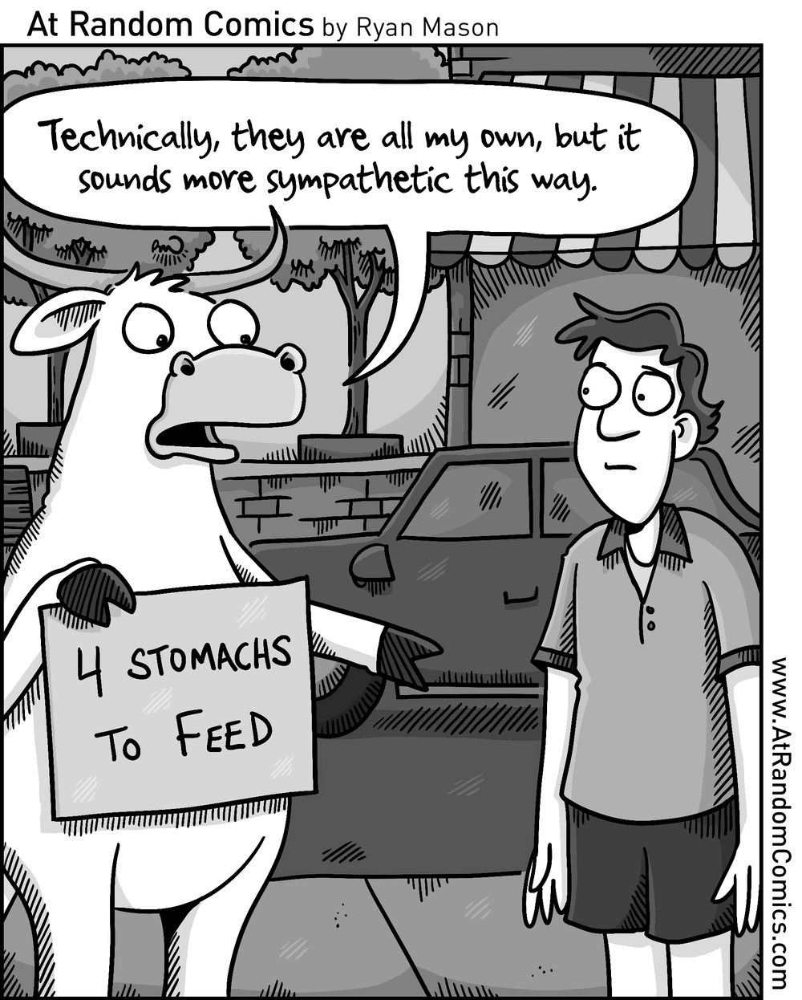 At Random Comics by Ryan Mason
Technically, they are all my own, but it
sounds more sympathetic this way.
4 STOMACHS
TO FEED
www.AtRandomComics.com